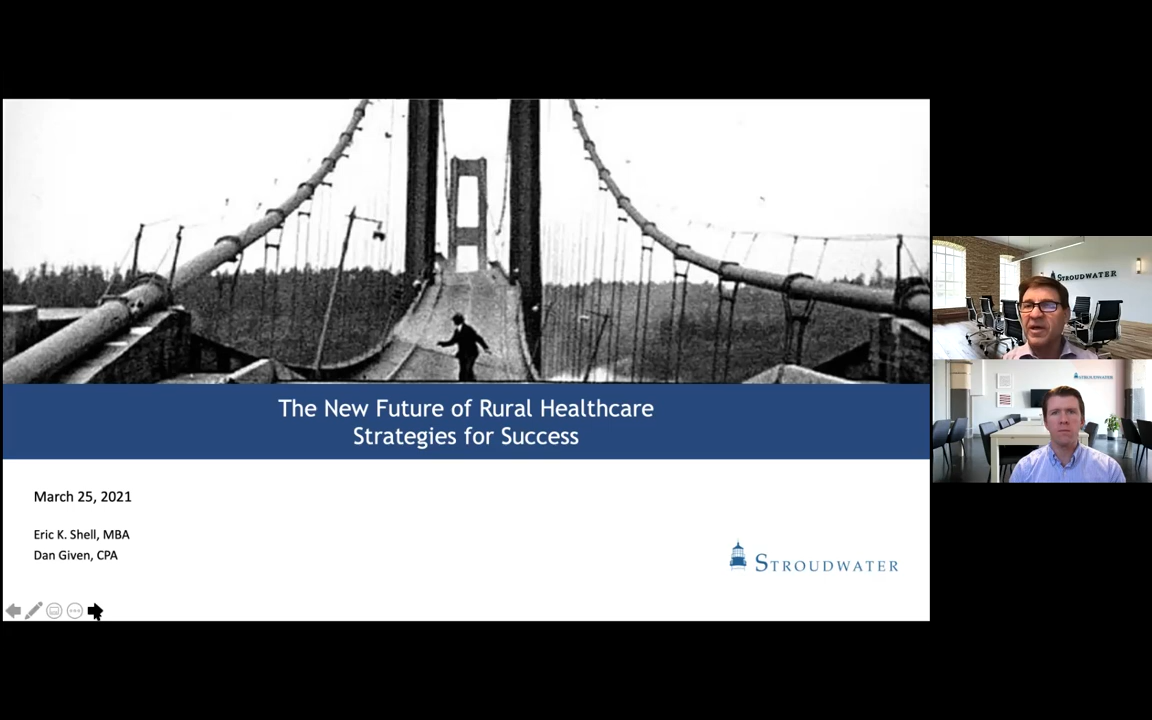 The New Future of Rural Healthcare
Strategies for Success
March 25, 2021
Eric K. Shell, MBA
Dan Given, CPA
STROUDWATER
STROUDWATER
STROUDWATER